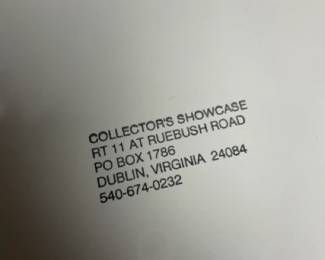 COLLECTOR'S SHOWCASE
RT 11 AT RUEBUSH ROAD
PO BOX 1786
DUBLIN, VIRGINIA 24084
540-674-0232